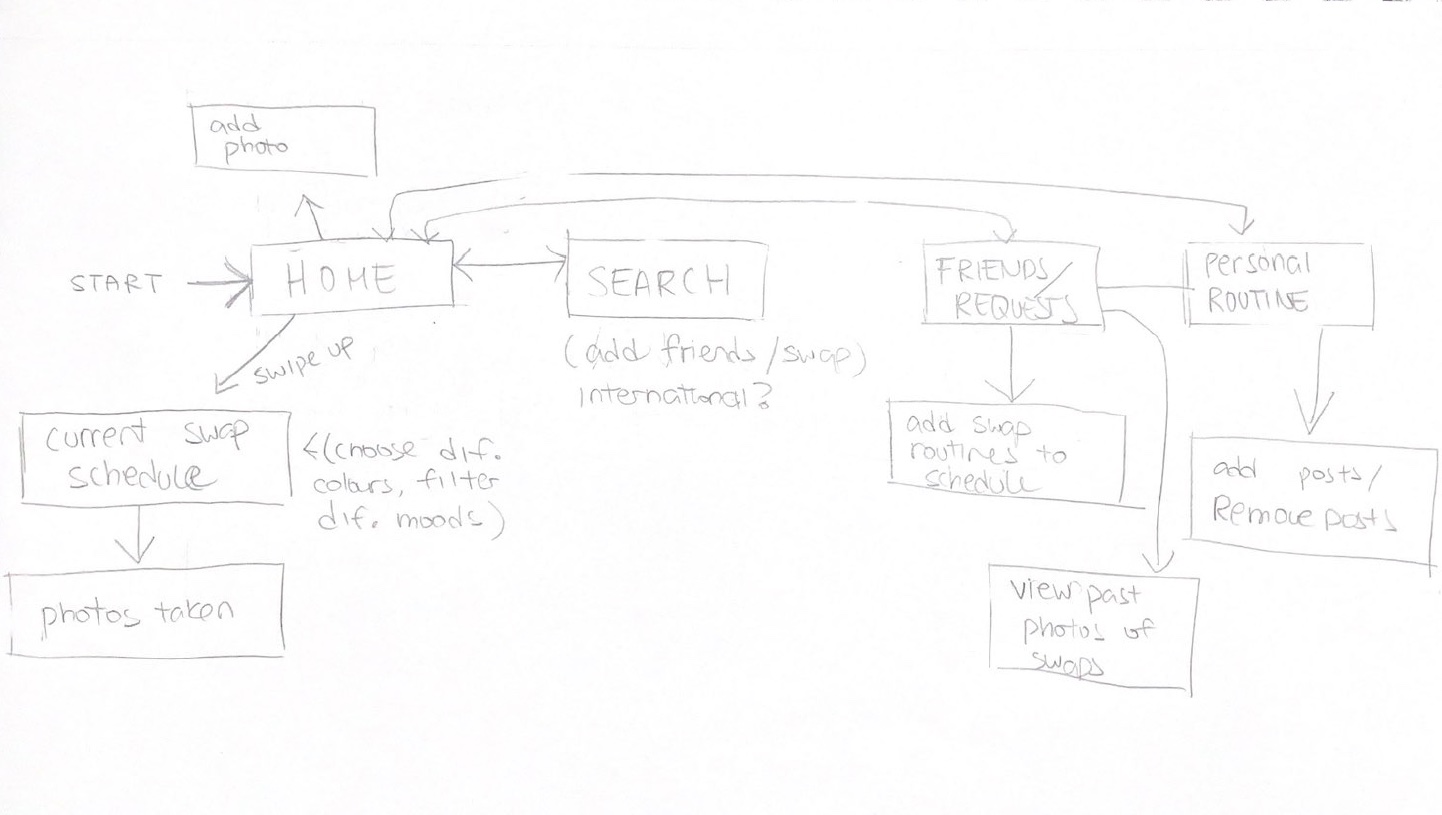 add
photo
START
HOME
SEARCH
(add friends/swap)
international?
FRIENDS/
REQUESTS
personal
ROUTINE
swipe up
current swap
schedule
<(choose dif.
colours, filter
dif. moods)
photos taken
add swap
routines to
schedule
view past
photos of
swaps
add posts/
Remove posts